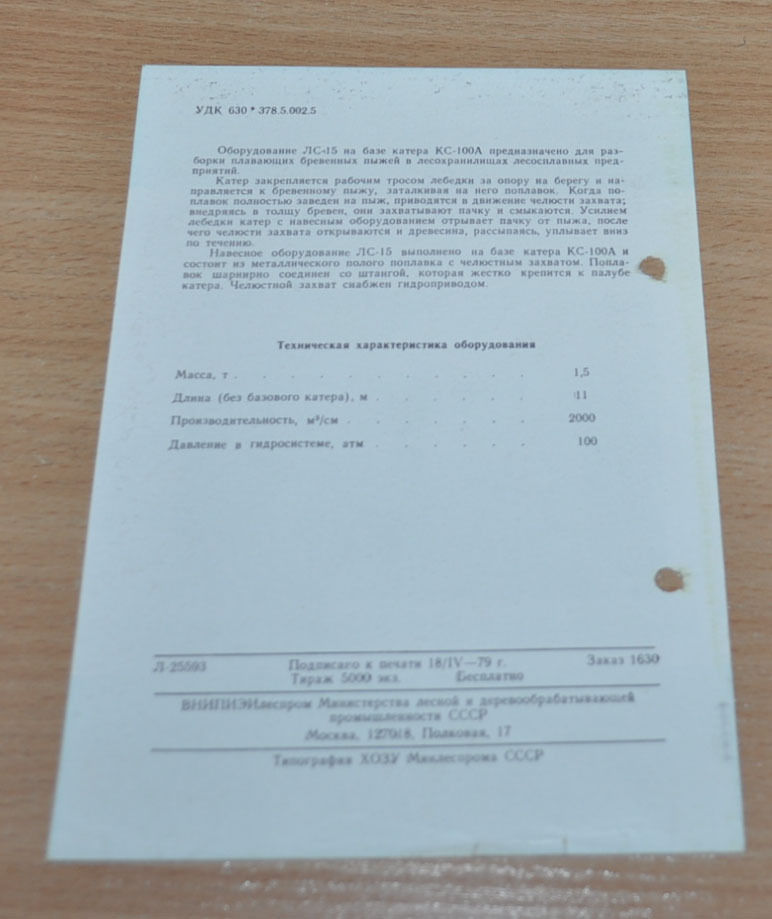 УДК 630*378.5.002.5
Оборудование ЛС-15 на базе катера КС-100А предназначено для раз-
борки плавающих бревенных пыжей в лесохранилищах лесосплавных пред-
приятий.
Катер закрепляется рабочим тросом лебедки за опору на берегу и на-
правляется к бревенному пыжу, заталкивая на него поплавок. Когда по-
плавок полностью заведен на пыж, приводятся в движение челюсти захвата;
внедряясь в толщу бревен, они захватывают пачку и смыкаются. Усилием
лебедки катер с навесным оборудованием отрывает пачку от пыжа, после
чего челюсти захвата открываются и древесина, рассыпаясь, уплывает вниз
по течению.
Навесное оборудование ЛС-15 выполнено на базе катера КС-100А и
состоит из металлического полого поплавка с челюстным захватом. Попла-
вок шарнирно соединен со штангой, которая жестко крепится к палубе
катера. Челюстной захват снабжен гидроприводом.
Техническая характеристика оборудования
Масса, т . . . . . . . . . . . 1,5
Длина (без базового катера), м . . . . . . 11
Производительность, м³/см . . . . . . . 2000
Давление в гидросистеме, атм . . . . . . 100
Л-25593 Подписаго к печати 18/IV—79 г. Заказ 1630
Тираж 5000 экз. Бесплатно
ВНИПИЭИлеспром Министерства лесной и деревообрабатывающей
промышленности СССР
Москва, 127018, Полковая, 17
Типография ХОЗУ Минлеспрома СССР